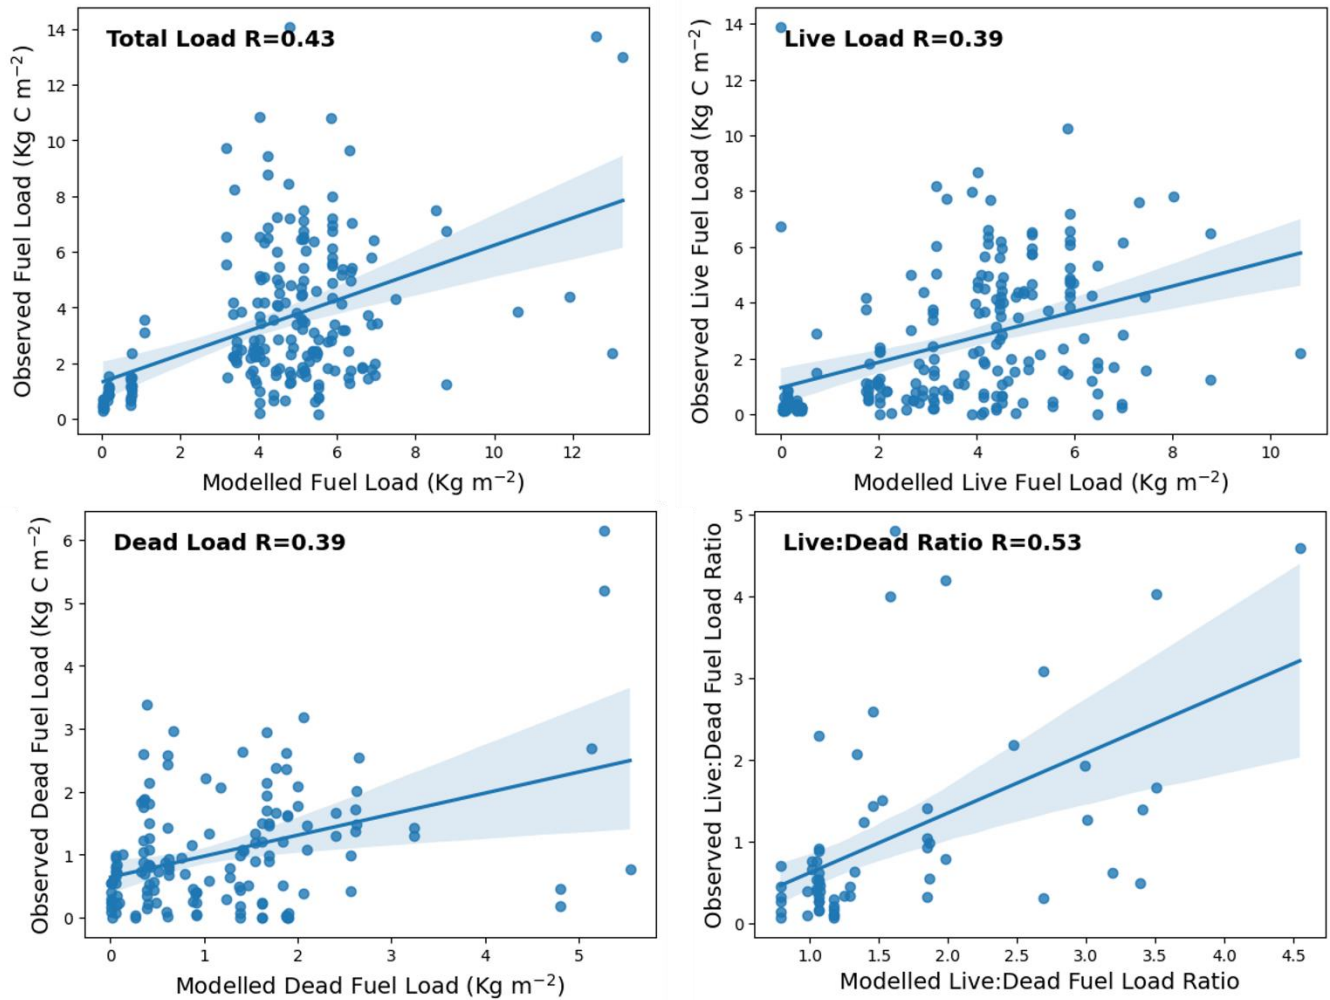 Total Load R=0.43
Observed Fuel Load (Kg C m⁻²)
14
12
10
8
6
4
2
0
0 2 4 6 8 10 12
Modelled Fuel Load (Kg m⁻²)
Live Load R=0.39
Observed Live Fuel Load (Kg C m⁻²)
14
12
10
8
6
4
2
0
0 2 4 6 8 10
Modelled Live Fuel Load (Kg m⁻²)
Dead Load R=0.39
Observed Dead Fuel Load (Kg C m⁻²)
6
5
4
3
2
1
0
0 1 2 3 4 5
Modelled Dead Fuel Load (Kg m⁻²)
Live:Dead Ratio R=0.53
Observed Live:Dead Fuel Load Ratio
5
4
3
2
1
0
1.0 1.5 2.0 2.5 3.0 3.5 4.0 4.5
Modelled Live:Dead Fuel Load Ratio